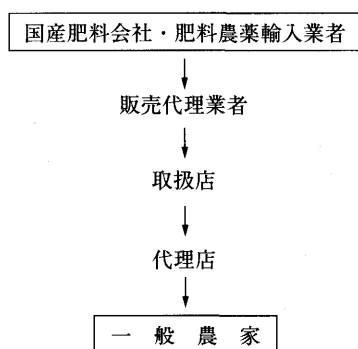 国産肥料会社・肥料農薬輸入業者
販売代理業者
取扱店
代理店
一般農家